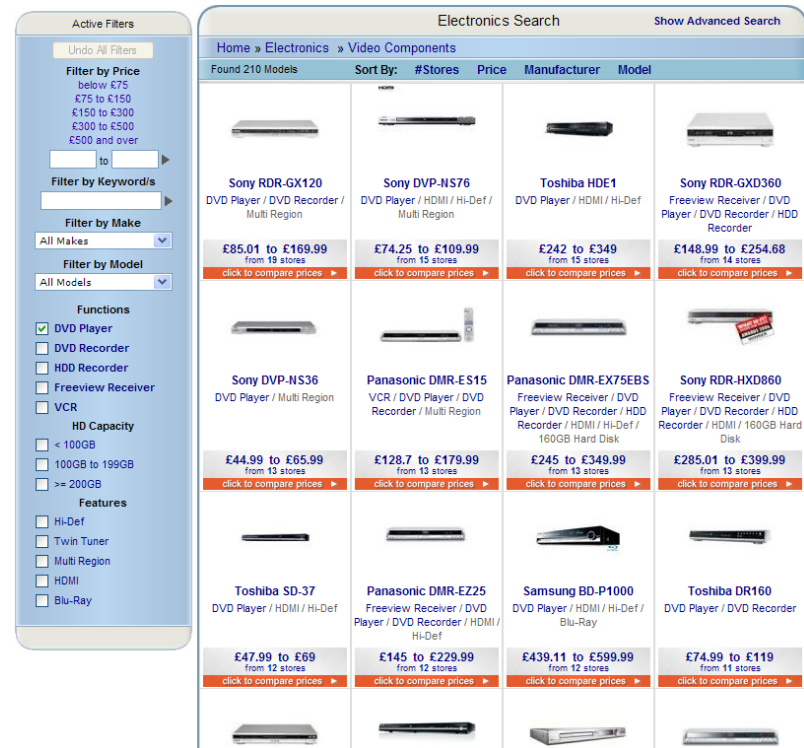 Active Filters
Undo All Filters
Filter by Price
below £75
£75 to £150
£150 to £300
£300 to £500
£500 and over
to
Filter by Keyword/s
Filter by Make
All Makes
Filter by Model
All Models
Functions
DVD Player
DVD Recorder
HDD Recorder
Freeview Receiver
VCR
HD Capacity
< 100GB
100GB to 199GB
>= 200GB
Features
Hi-Def
Twin Tuner
Multi Region
HDMI
Blu-Ray
Electronics Search
Show Advanced Search
Home » Electronics » Video Components
Found 210 Models
Sort By: #Stores Price Manufacturer Model
Sony RDR-GX120
DVD Player / DVD Recorder /
Multi Region
£85.01 to £169.99
from 19 stores
click to compare prices
HDMI
Sony DVP-NS76
DVD Player / HDMI / Hi-Def /
Multi Region
£74.25 to £109.99
from 15 stores
click to compare prices
Toshiba HDE1
DVD Player / HDMI / Hi-Def
£242 to £349
from 15 stores
click to compare prices
Sony RDR-GXD360
Freeview Receiver / DVD
Player / DVD Recorder / HDD
Recorder
£148.99 to £254.68
from 14 stores
click to compare prices
Sony DVP-NS36
DVD Player / Multi Region
£44.99 to £65.99
from 13 stores
click to compare prices
Panasonic DMR-ES15
VCR / DVD Player / DVD
Recorder / Multi Region
£128.7 to £179.99
from 13 stores
click to compare prices
Panasonic DMR-EX75EBS
Freeview Receiver / DVD
Player / DVD Recorder / HDD
Recorder / HDMI / Hi-Def /
160GB Hard Disk
£245 to £349.99
from 13 stores
click to compare prices
Sony RDR-HXD860
Freeview Receiver / DVD
Player / DVD Recorder / HDD
Recorder / HDMI / 160GB Hard
Disk
£285.01 to £399.99
from 13 stores
click to compare prices
Toshiba SD-37
DVD Player / HDMI / Hi-Def
£47.99 to £69
from 12 stores
click to compare prices
Panasonic DMR-EZ25
Freeview Receiver / DVD
Player / DVD Recorder / HDMI /
Hi-Def
£145 to £229.99
from 12 stores
click to compare prices
Samsung BD-P1000
DVD Player / HDMI / Hi-Def /
Blu-Ray
£439.11 to £599.99
from 12 stores
click to compare prices
Toshiba DR160
DVD Player / DVD Recorder
£74.99 to £119
from 11 stores
click to compare prices